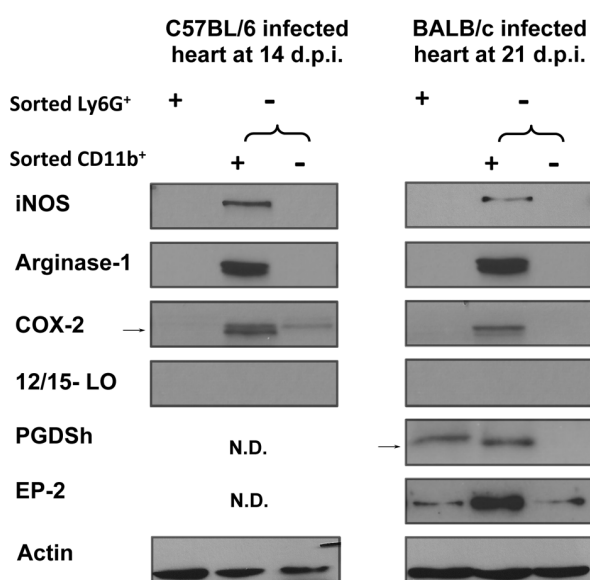 C57BL/6 infected heart at 14 d.p.i.
BALB/c infected heart at 21 d.p.i.
Sorted Ly6G⁺ + - + -
Sorted CD11b⁺ + - + -
iNOS
Arginase-1
COX-2
12/15- LO
PGDSh
N.D.
EP-2
N.D.
Actin